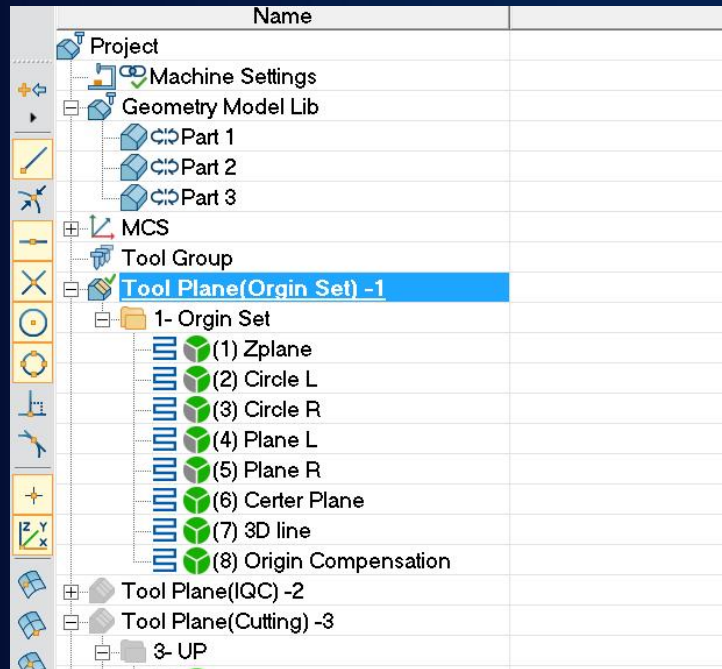 Name
Project
Machine Settings
Geometry Model Lib
Part 1
Part 2
Part 3
MCS
Tool Group
Tool Plane(Orgin Set) -1
1- Orgin Set
(1) Zplane
(2) Circle L
(3) Circle R
(4) Plane L
(5) Plane R
(6) Certer Plane
(7) 3D line
(8) Origin Compensation
Tool Plane(IQC) -2
Tool Plane(Cutting) -3
3- UP
Z Y
X